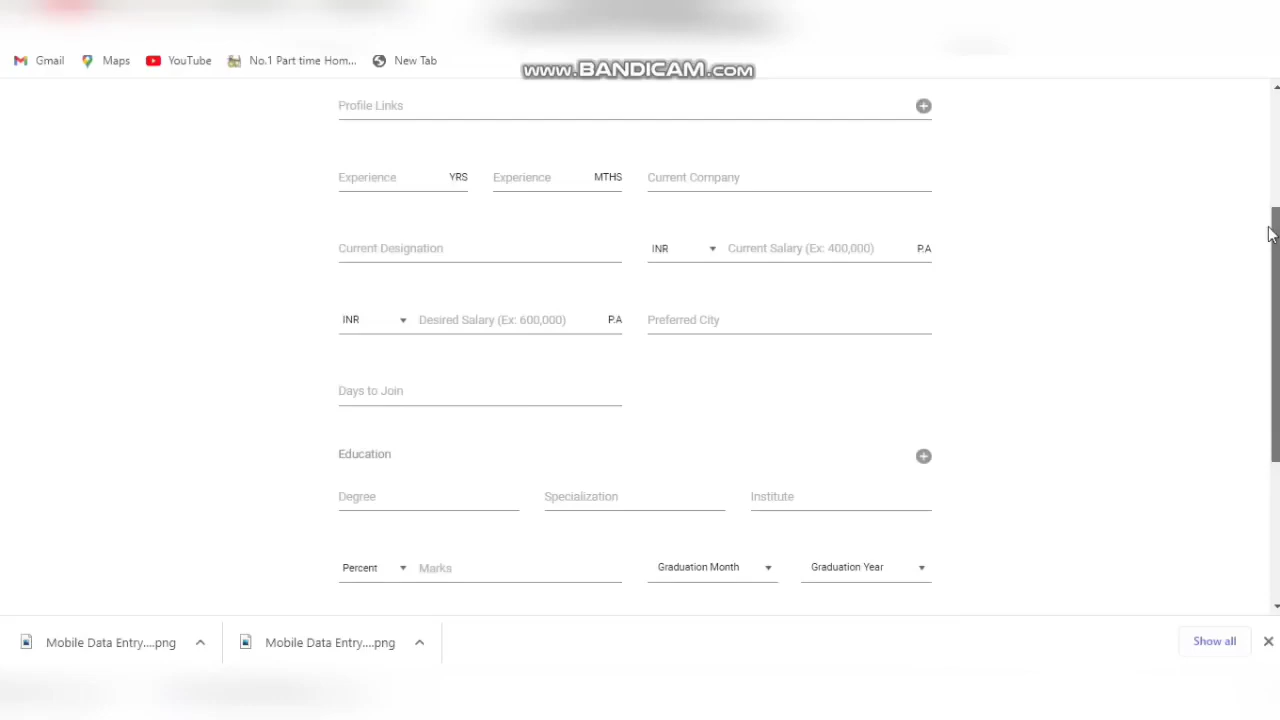 Gmail Maps YouTube No.1 Part time Hom... New Tab
www.BANDICAM.com
Profile Links
Experience YRS Experience MTHS Current Company
Current Designation INR Current Salary (Ex: 400,000) P.A
INR Desired Salary (Ex: 600,000) P.A Preferred City
Days to Join
Education
Degree Specialization Institute
Percent Marks Graduation Month Graduation Year
Mobile Data Entry....png Mobile Data Entry....png Show all